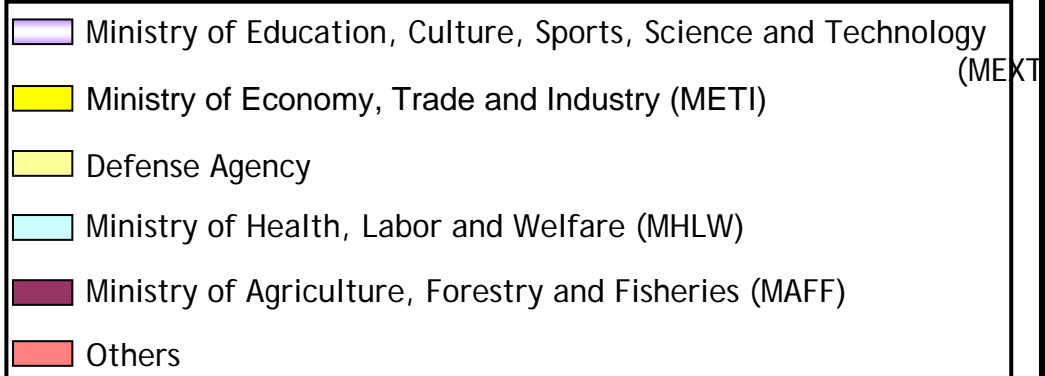 Ministry of Education, Culture, Sports, Science and Technology
(MEXT
Ministry of Economy, Trade and Industry (METI)
Defense Agency
Ministry of Health, Labor and Welfare (MHLW)
Ministry of Agriculture, Forestry and Fisheries (MAFF)
Others